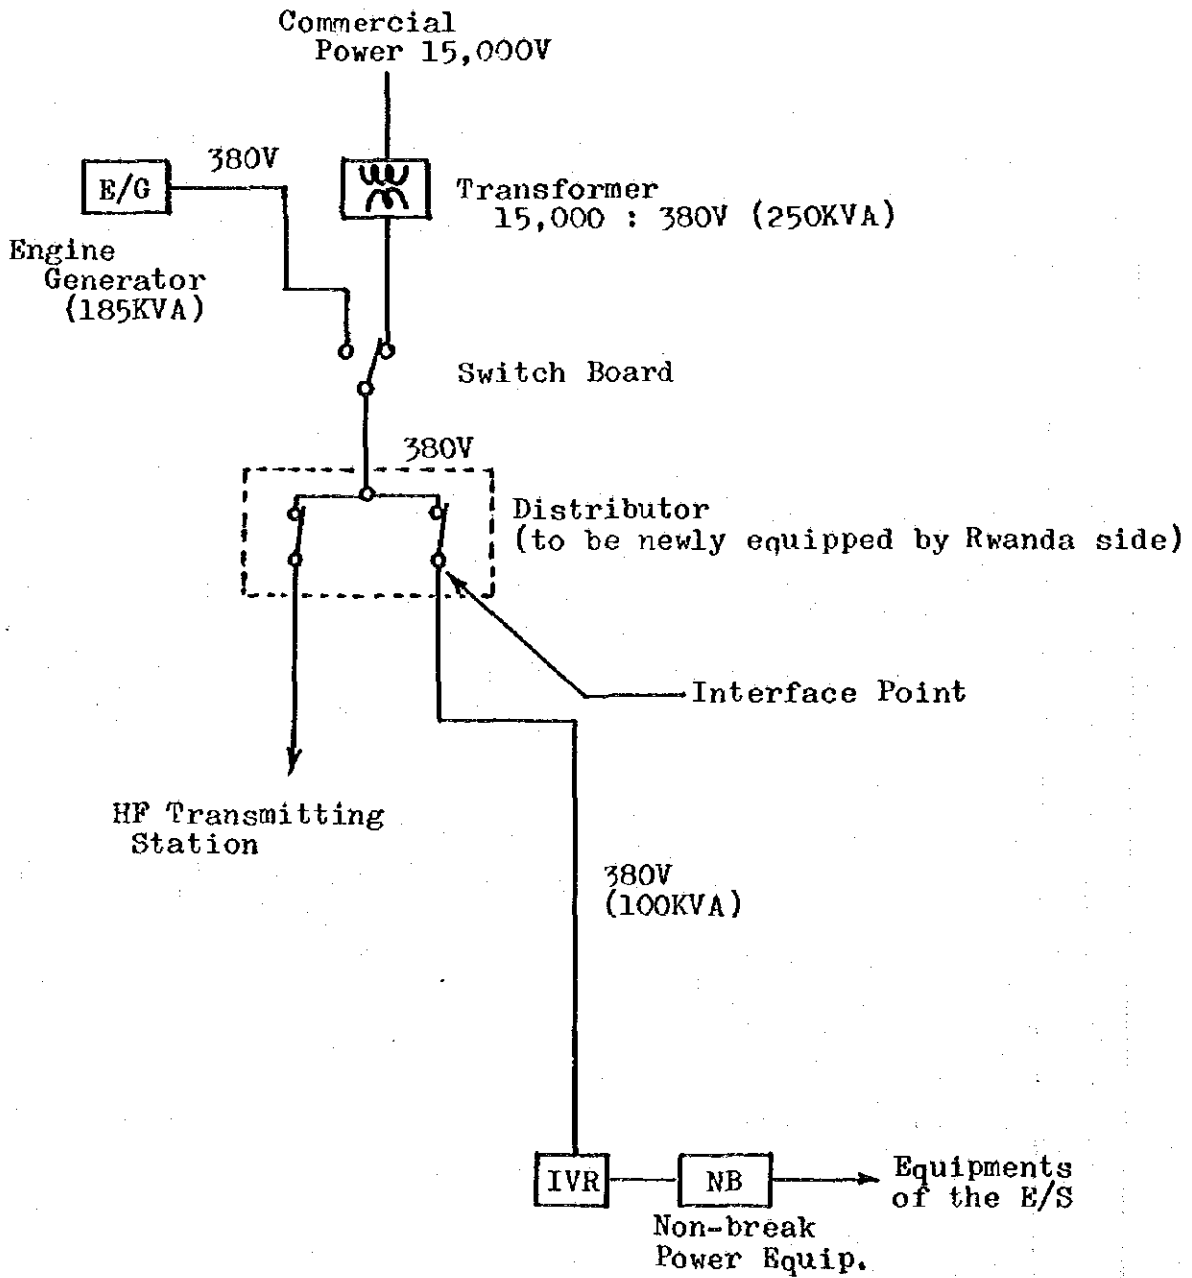 Commercial
Power 15,000V
380V
E/G
Transformer
15,000 : 380V (250KVA)
Engine
Generator
(185KVA)
Switch Board
380V
Distributor
(to be newly equipped by Rwanda side)
Interface Point
HF Transmitting
Station
380V
(100KVA)
IVR
NB
Equipments
of the E/S
Non-break
Power Equip.